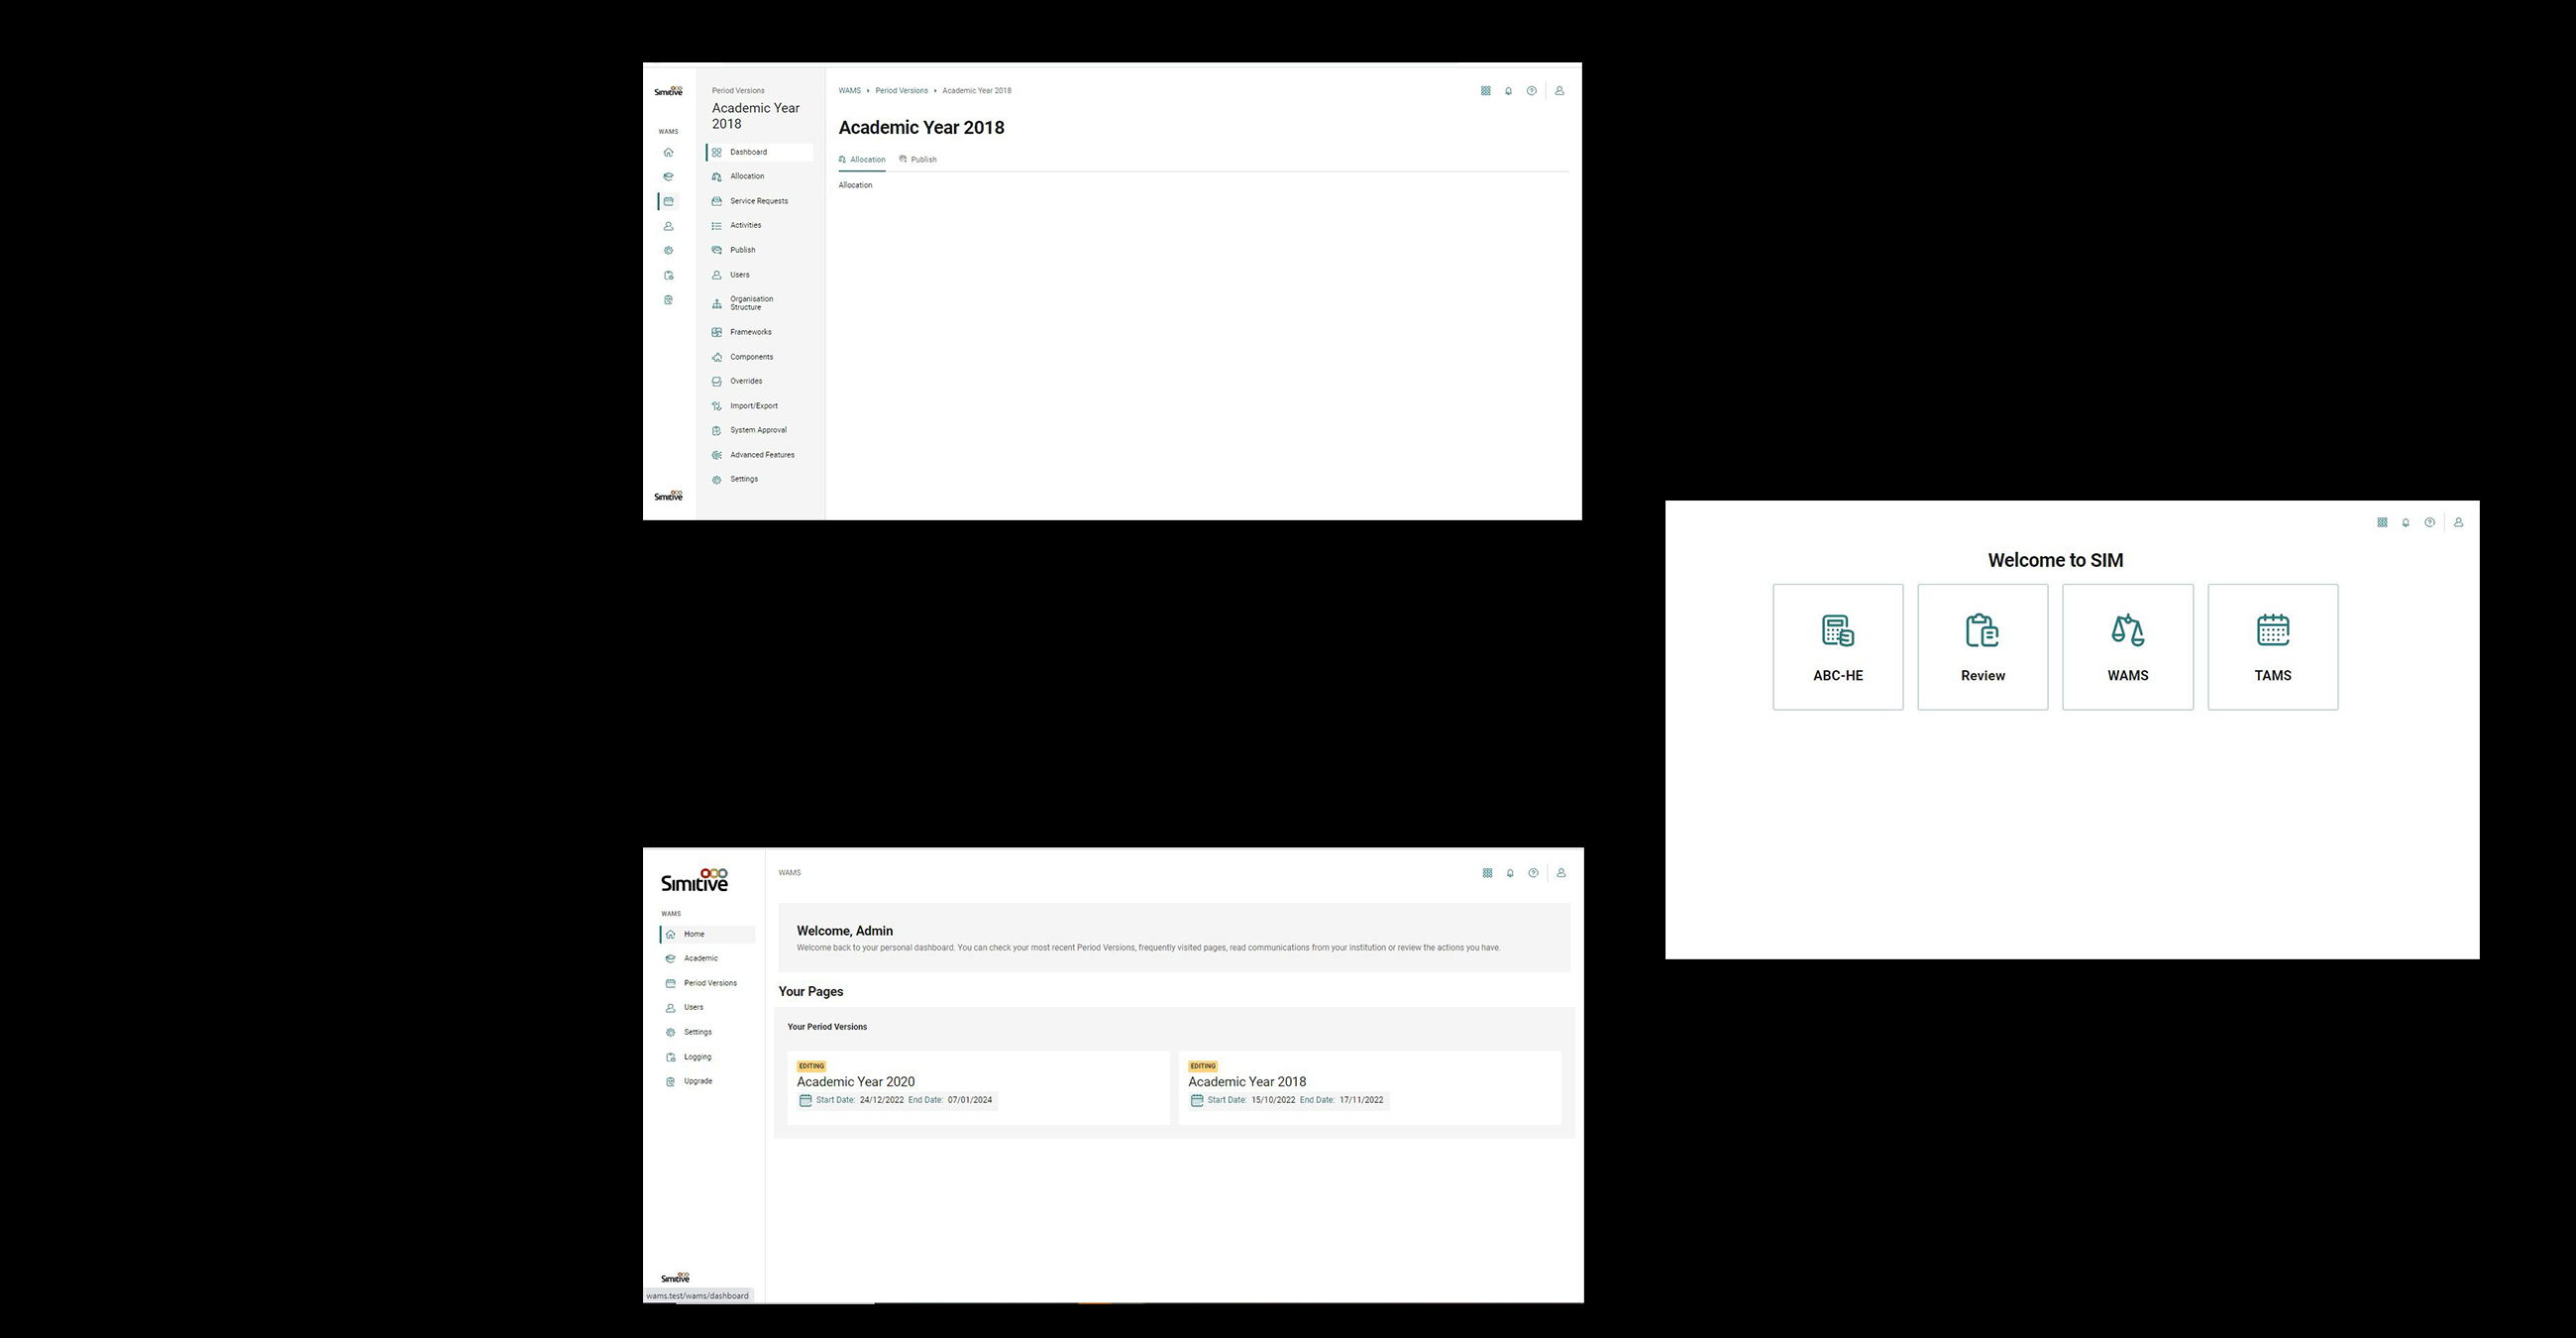 Simitive
WAMS
Period Versions
Academic Year
2018
Dashboard
Allocation
Service Requests
Activities
Publish
Users
Organisation
Structure
Frameworks
Components
Overrides
Import/Export
System Approval
Advanced Features
Settings
Simitive
WAMS • Period Versions • Academic Year 2018
Academic Year 2018
Allocation Publish
Allocation
Welcome to SIM
ABC-HE Review WAMS TAMS
Simitive
WAMS
Home
Academic
Period Versions
Users
Settings
Logging
Upgrade
Simitive
wams.test/wams/dashboard
WAMS
Welcome, Admin
Welcome back to your personal dashboard. You can check your most recent Period Versions, frequently visited pages, read communications from your institution or review the actions you have.
Your Pages
Your Period Versions
EDITING
Academic Year 2020
Start Date: 24/12/2022 End Date: 07/01/2024
EDITING
Academic Year 2018
Start Date: 15/10/2022 End Date: 17/11/2022